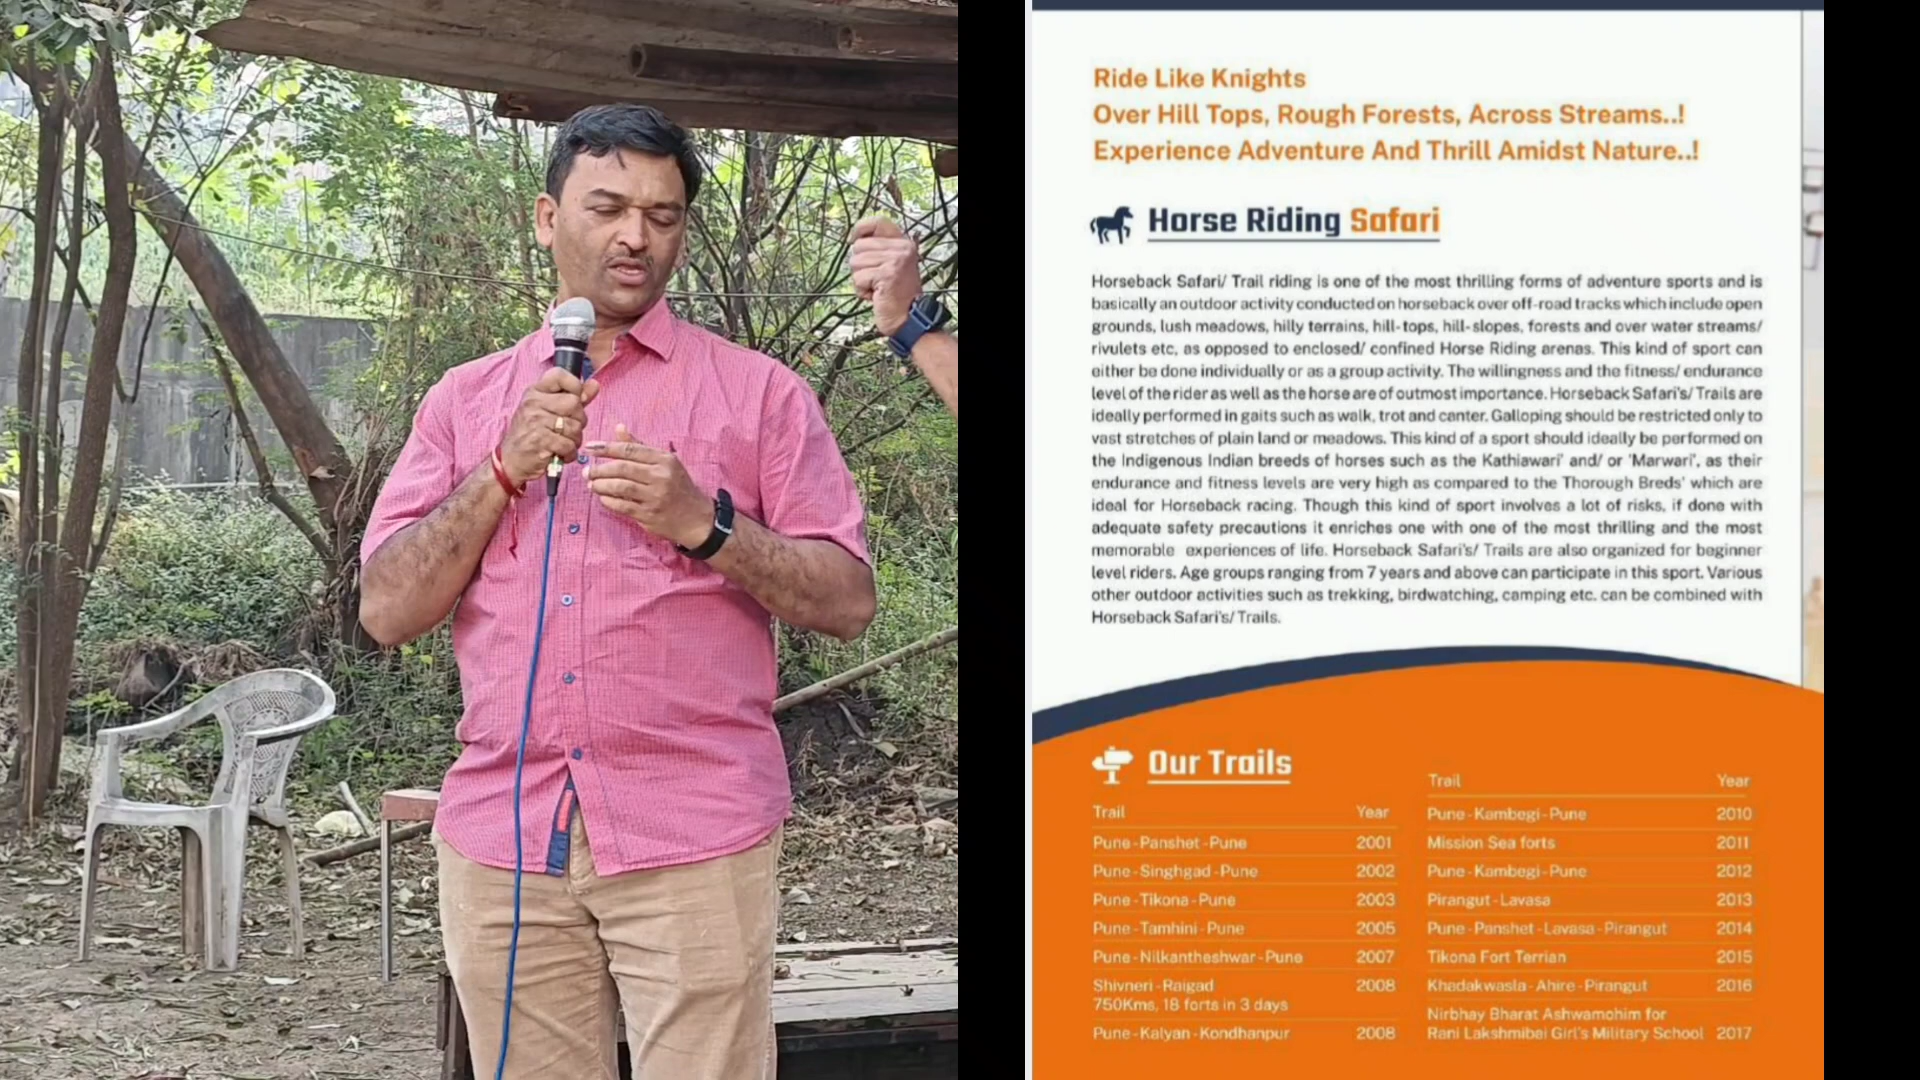 Ride Like Knights
Over Hill Tops, Rough Forests, Across Streams..!
Experience Adventure And Thrill Amidst Nature..!
Horse Riding Safari
Horseback Safari/ Trail riding is one of the most thrilling forms of adventure sports and is
basically an outdoor activity conducted on horseback over off-road tracks which include open
grounds, lush meadows, hilly terrains, hill-tops, hill-slopes, forests and over water streams/
rivulets etc, as opposed to enclosed/ confined Horse Riding arenas. This kind of sport can
either be done individually or as a group activity. The willingness and the fitness/ endurance
level of the rider as well as the horse are of outmost importance. Horseback Safari's/ Trails are
ideally performed in gaits such as walk, trot and canter. Galloping should be restricted only to
vast stretches of plain land or meadows. This kind of a sport should ideally be performed on
the Indigenous Indian breeds of horses such as the Kathiawari' and/ or 'Marwari', as their
endurance and fitness levels are very high as compared to the Thorough Breds' which are
ideal for Horseback racing. Though this kind of sport involves a lot of risks, if done with
adequate safety precautions it enriches one with one of the most thrilling and the most
memorable experiences of life. Horseback Safari's/ Trails are also organized for beginner
level riders. Age groups ranging from 7 years and above can participate in this sport. Various
other outdoor activities such as trekking, birdwatching, camping etc. can be combined with
Horseback Safari's/ Trails.
Our Trails
Trail Year
Pune - Panshet - Pune 2001
Pune - Singhgad - Pune 2002
Pune - Tikona - Pune 2003
Pune - Tamhini - Pune 2005
Pune - Nilkantheshwar - Pune 2007
Shivneri - Raigad 2008
750Kms, 18 forts in 3 days
Pune - Kalyan - Kondhanpur 2008
Trail Year
Pune - Kambegi - Pune 2010
Mission Sea forts 2011
Pune - Kambegi - Pune 2012
Pirangut - Lavasa 2013
Pune - Panshet - Lavasa - Pirangut 2014
Tikona Fort Terrian 2015
Khadakwasla - Ahire - Pirangut 2016
Nirbhay Bharat Ashwamohim for
Rani Lakshmibai Girl's Military School 2017